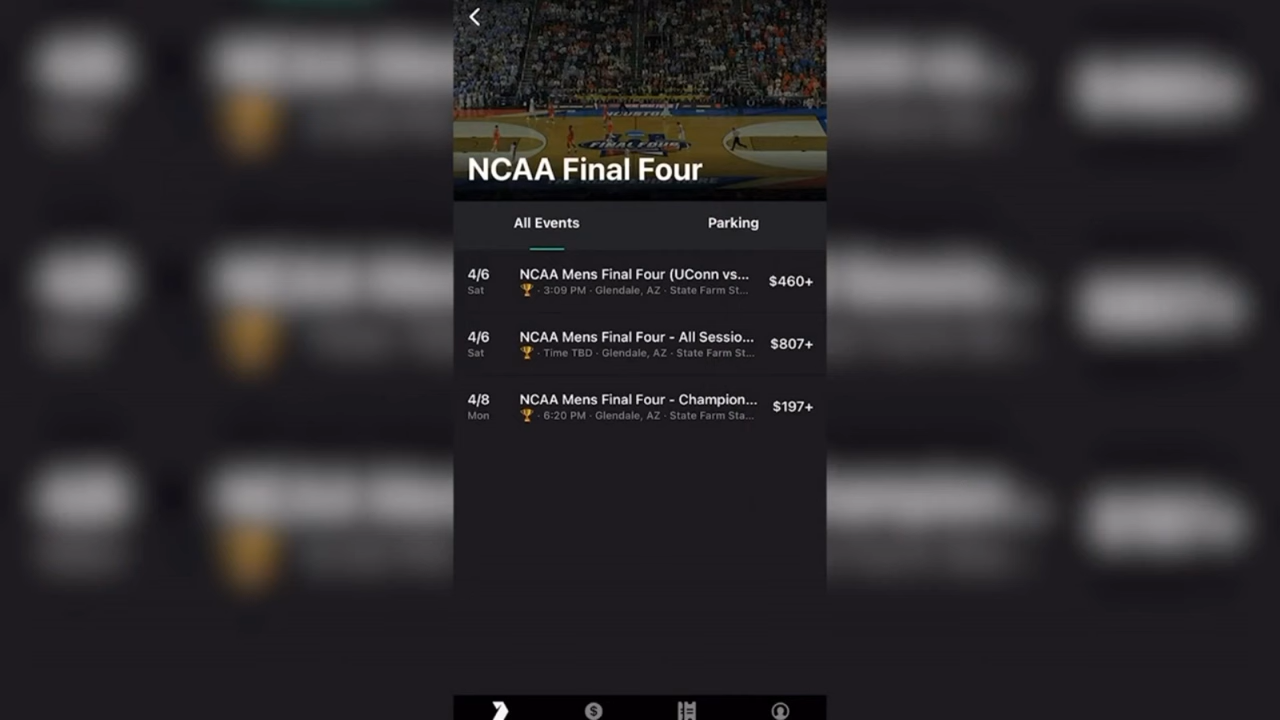 NCAA Final Four
All Events
Parking
4/6
NCAA Mens Final Four (UConn vs...
$460+
Sat
· 3:09 PM · Glendale, AZ · State Farm St...
4/6
NCAA Mens Final Four - All Sessio...
$807+
Sat
· Time TBD · Glendale, AZ · State Farm St...
4/8
NCAA Mens Final Four - Champion...
$197+
Mon
· 6:20 PM · Glendale, AZ · State Farm Sta...
FINAL FOUR